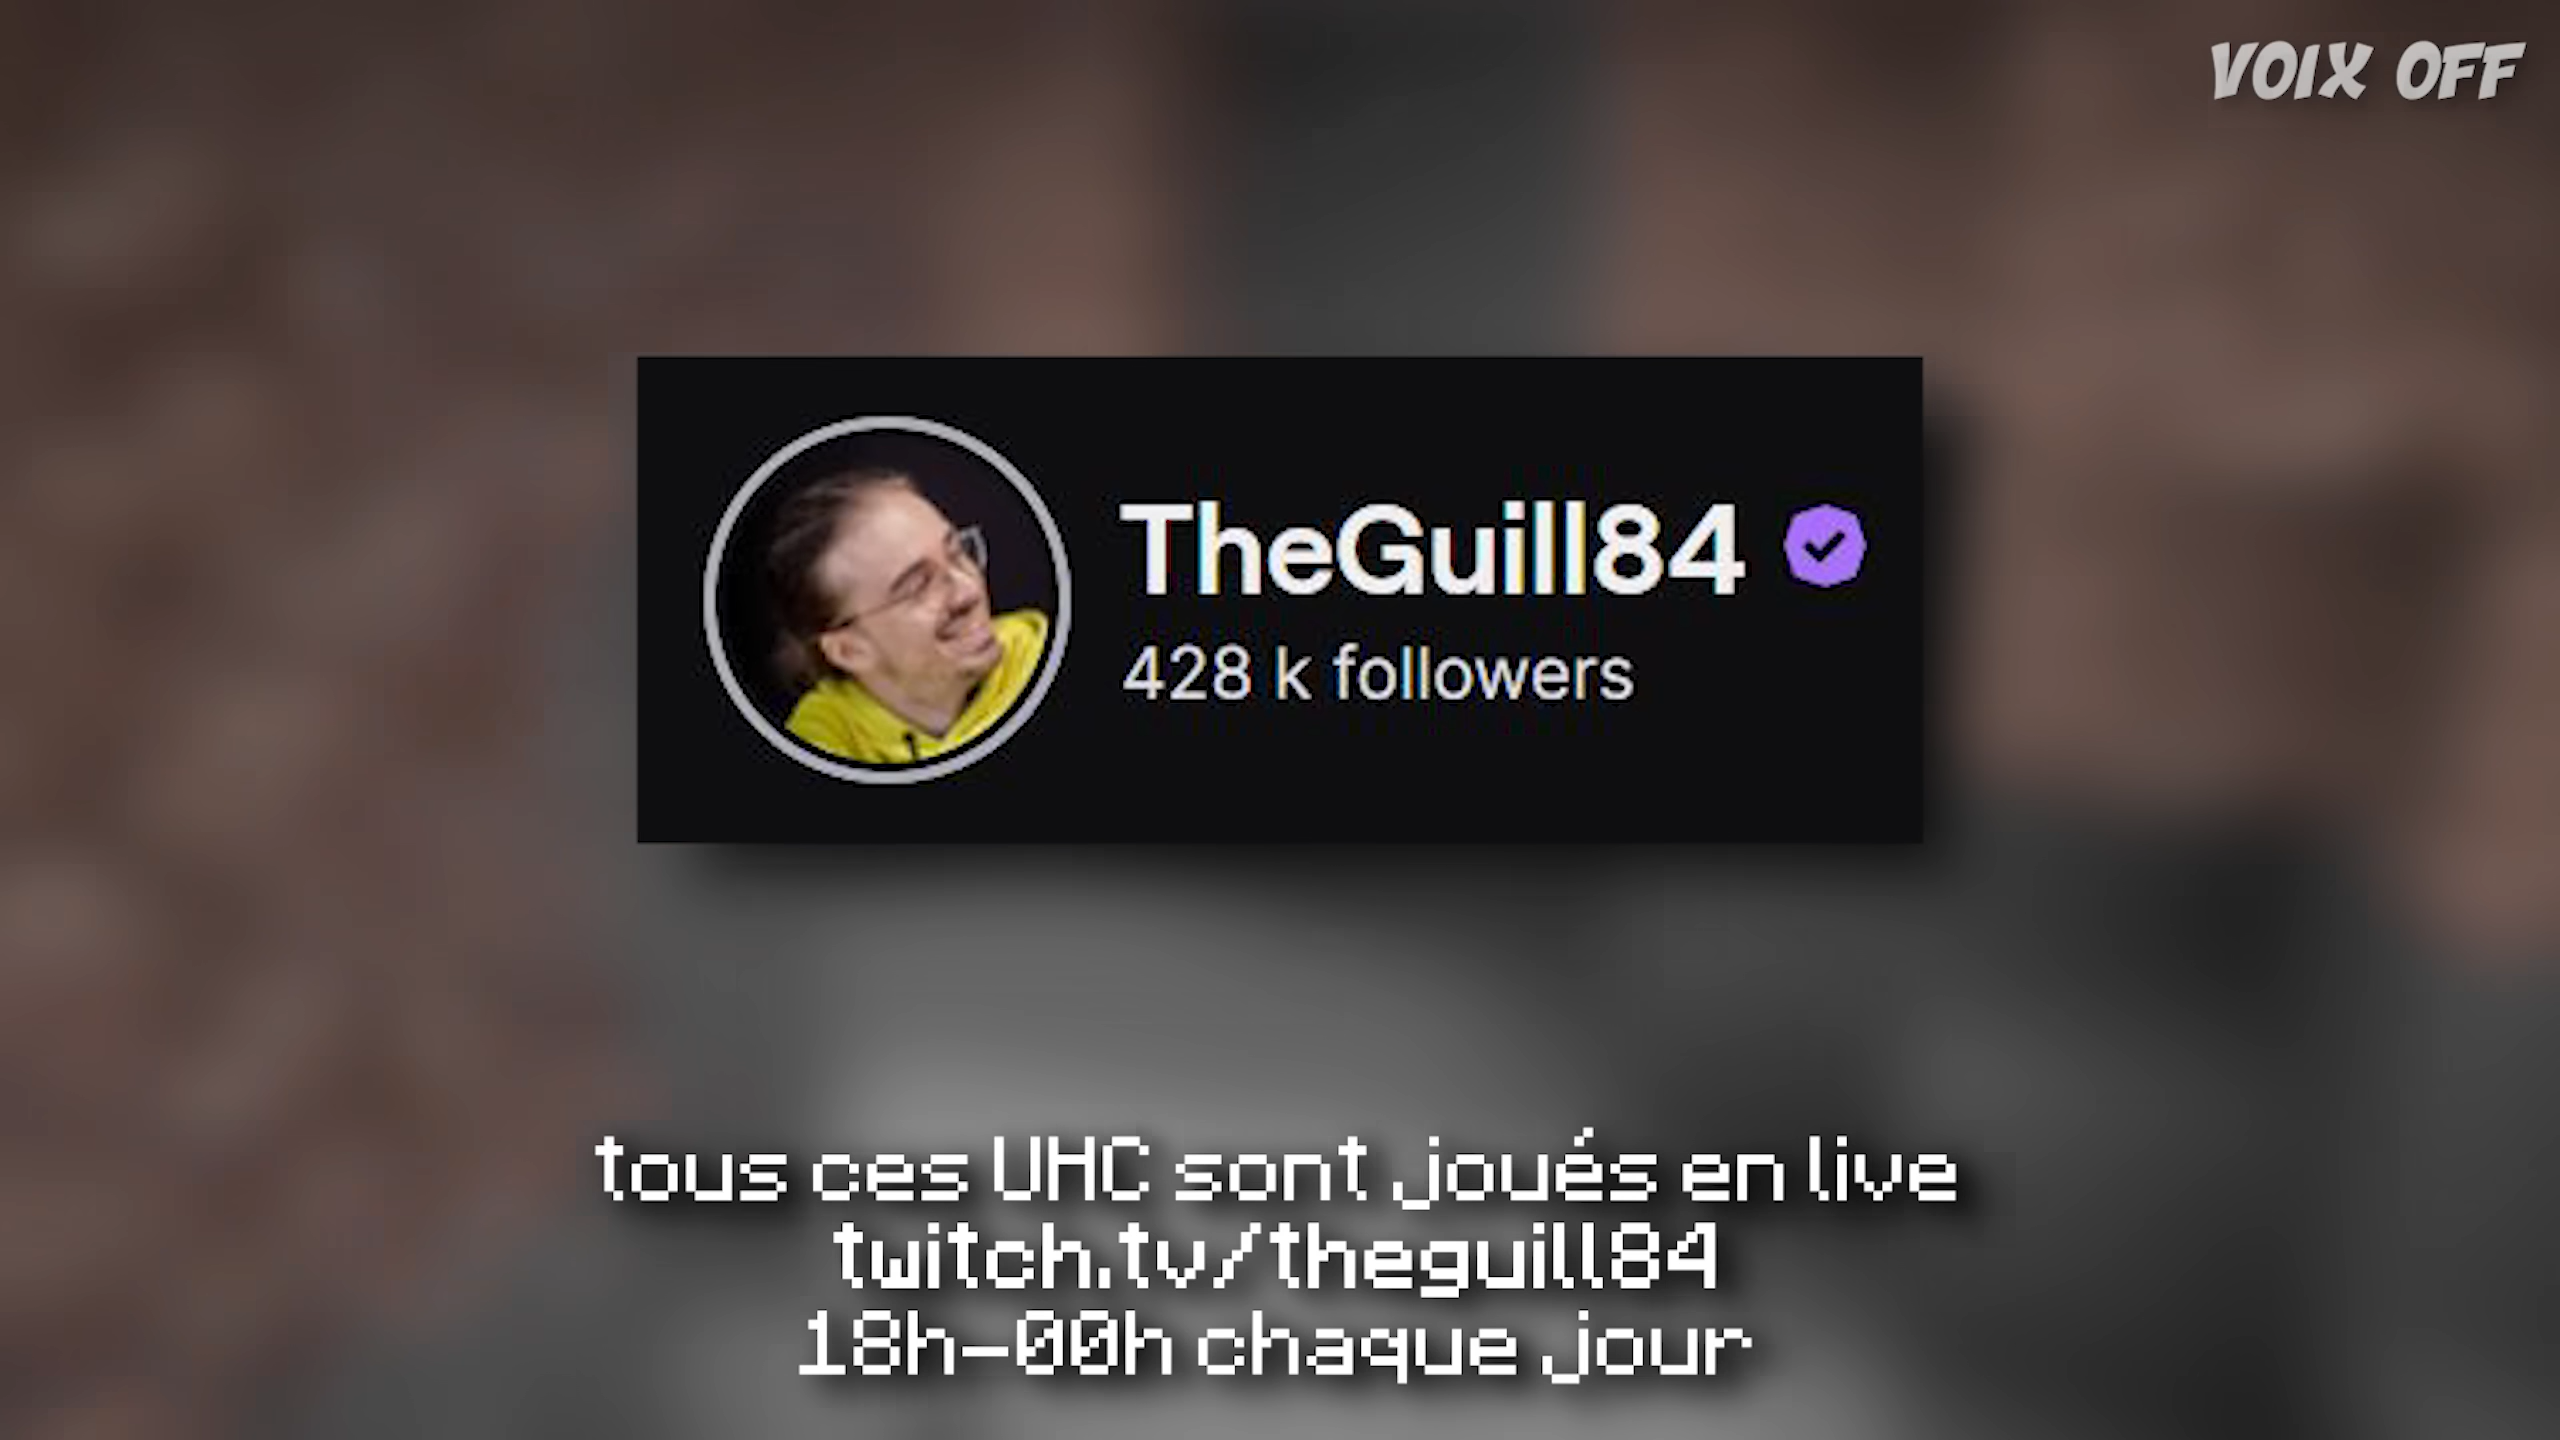 VOIX OFF
TheGuill84
428 k followers
tous ces UHC sont joués en live
twitch.tv/theguill84
18h-00h chaque jour